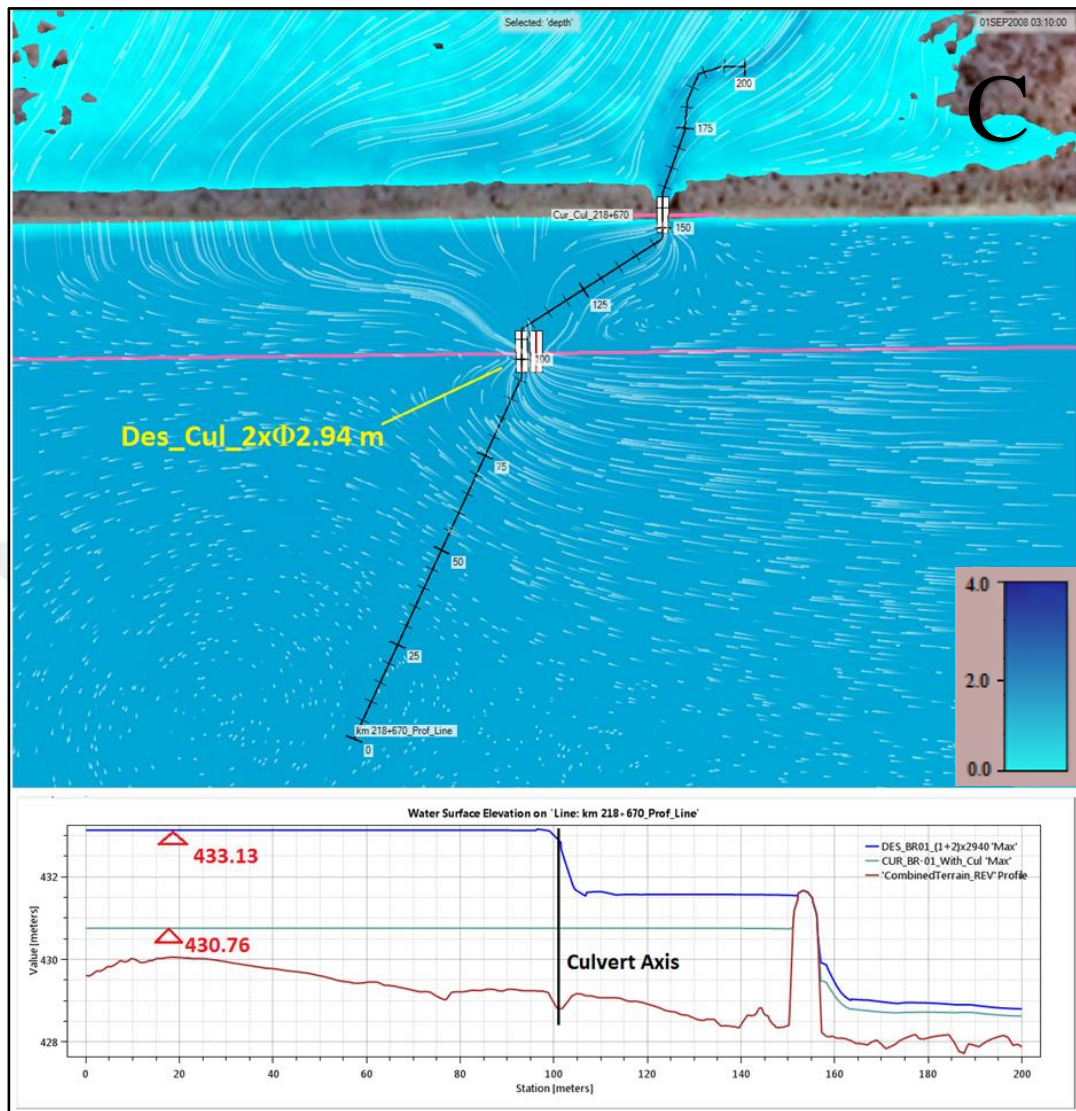 Selected: 'depth'
01SEP2008 03:10:00
C
200
175
Cur_Cul_218+670
150
125
100
Des_Cul_2xΦ2.94 m
75
50
25
km 218+670_Prof_Line
0
4.0
2.0
0.0
Water Surface Elevation on 'Line: km 218+670_Prof_Line'
433.13
DES_BR01_(1+2)x2940 'Max'
CUR_BR-01_With_Cul 'Max'
'CombinedTerrain_REV' Profile
432
430.76
Culvert Axis
430
428
Value [meters]
0 20 40 60 80 100 120 140 160 180 200
Station [meters]